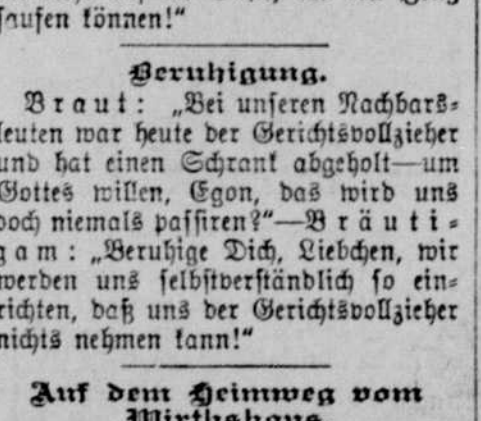 saufen können!“
Beruhigung.
Braut: „Bei unseren Nachbars=
leuten war heute der Gerichtsvollzieher
und hat einen Schrank abgeholt—um
Gottes willen, Egon, das wird uns
doch niemals passiren?“—Bräuti=
gam: „Beruhige Dich, Liebchen, wir
werden uns selbstverständlich so ein=
richten, daß uns der Gerichtsvollzieher
nichts nehmen kann!“
Auf dem Heimweg vom
Wirthshaus.